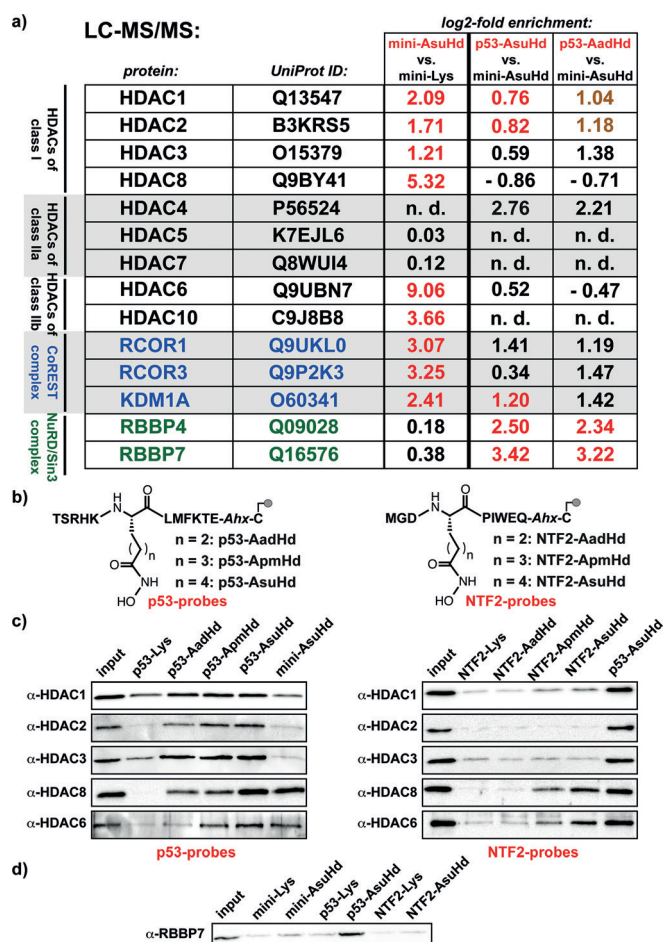 a)
LC-MS/MS:
log2-fold enrichment:
protein:
UniProt ID:
mini-AsuHd
vs.
mini-Lys
p53-AsuHd
vs.
mini-AsuHd
p53-AadHd
vs.
mini-AsuHd
HDACs of
class I
HDAC1 Q13547 2.09 0.76 1.04
HDAC2 B3KRS5 1.71 0.82 1.18
HDAC3 O15379 1.21 0.59 1.38
HDAC8 Q9BY41 5.32 - 0.86 - 0.71
HDACs of
class IIa
HDAC4 P56524 n. d. 2.76 2.21
HDAC5 K7EJL6 0.03 n. d. n. d.
HDAC7 Q8WUI4 0.12 n. d. n. d.
HDACs of
class IIb
HDAC6 Q9UBN7 9.06 0.52 - 0.47
HDAC10 C9J8B8 3.66 n. d. n. d.
CoREST
complex
RCOR1 Q9UKL0 3.07 1.41 1.19
RCOR3 Q9P2K3 3.25 0.34 1.47
KDM1A O60341 2.41 1.20 1.42
NuRD/Sin3
complex
RBBP4 Q09028 0.18 2.50 2.34
RBBP7 Q16576 0.38 3.42 3.22
b)
H
N
O
TSRHK
LMFKTE-Ahx-C
( )n
O
NH
HO
n = 2: p53-AadHd
n = 3: p53-ApmHd
n = 4: p53-AsuHd
p53-probes
H
N
O
MGD
PIWEQ-Ahx-C
( )n
O
NH
HO
n = 2: NTF2-AadHd
n = 3: NTF2-ApmHd
n = 4: NTF2-AsuHd
NTF2-probes
c)
input
p53-Lys
p53-AadHd
p53-ApmHd
p53-AsuHd
mini-AsuHd
α-HDAC1
α-HDAC2
α-HDAC3
α-HDAC8
α-HDAC6
p53-probes
input
NTF2-Lys
NTF2-AadHd
NTF2-ApmHd
NTF2-AsuHd
p53-AsuHd
α-HDAC1
α-HDAC2
α-HDAC3
α-HDAC8
α-HDAC6
NTF2-probes
d)
input
mini-Lys
mini-AsuHd
p53-Lys
p53-AsuHd
NTF2-Lys
NTF2-AsuHd
α-RBBP7